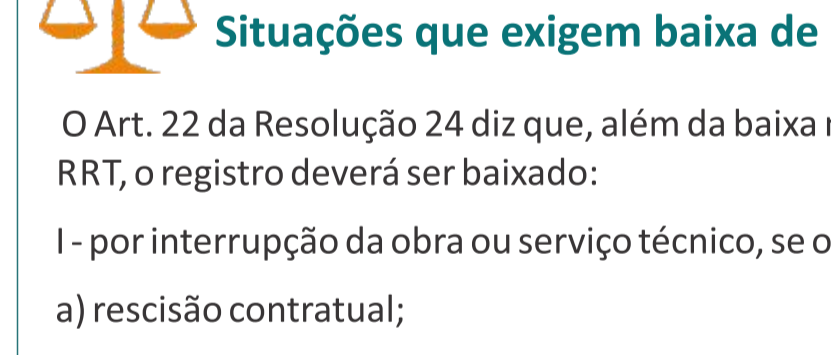 Situações que exigem baixa de
O Art. 22 da Resolução 24 diz que, além da baixa
RRT, o registro deverá ser baixado:
I - por interrupção da obra ou serviço técnico, se o
a) rescisão contratual;